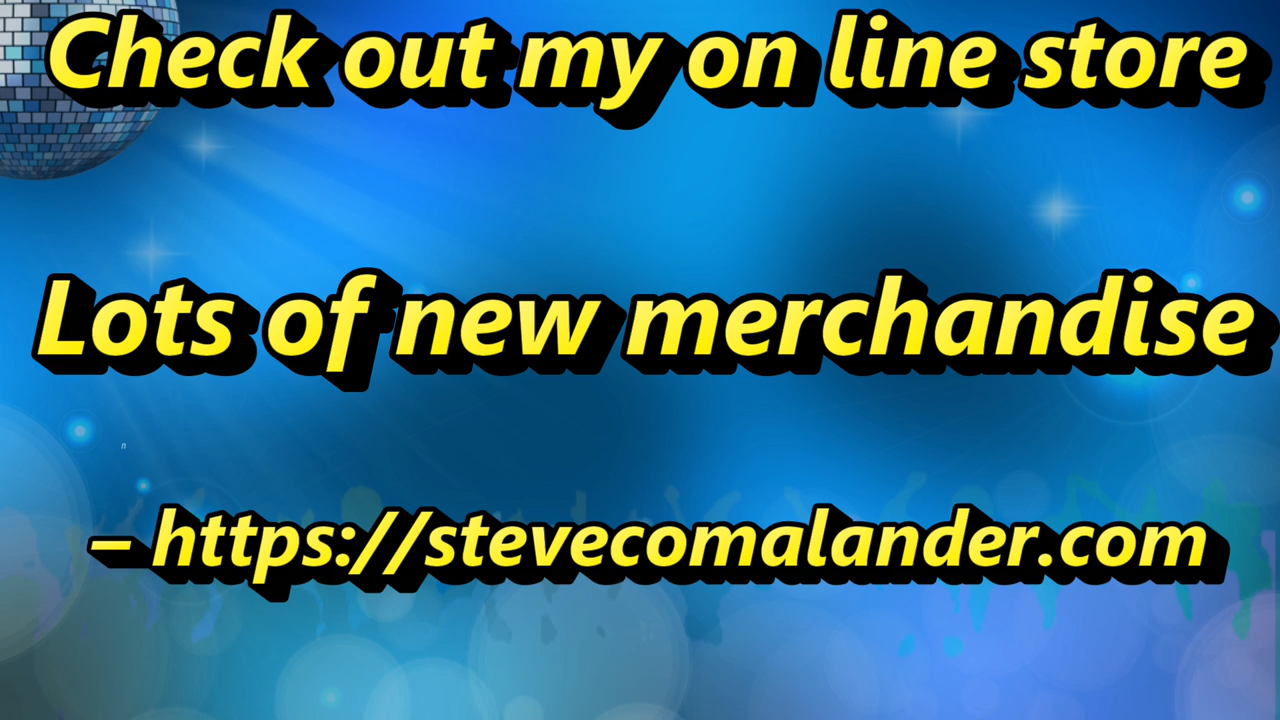 Check out my on line store
Lots of new merchandise
n
– https://stevecomalander.com